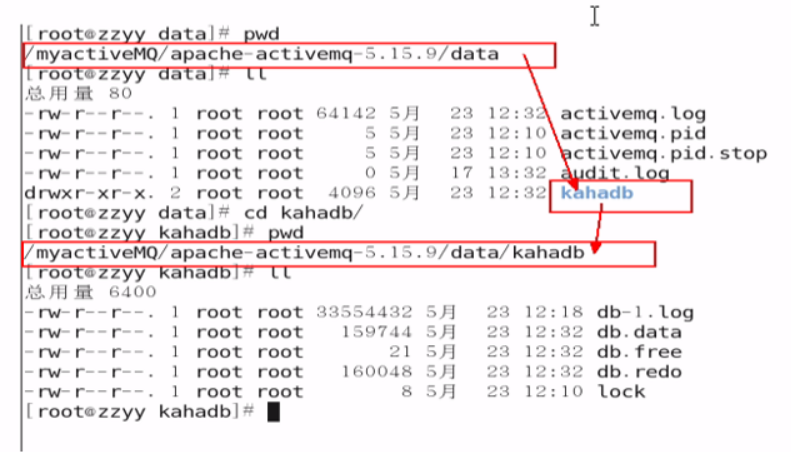 [root@zzyy data]# pwd
/myactiveMQ/apache-activemq-5.15.9/data
[root@zzyy data]# ll
总用量 80
-rw-r--r--. 1 root root 64142 5月 23 12:32 activemq.log
-rw-r--r--. 1 root root 5 5月 23 12:10 activemq.pid
-rw-r--r--. 1 root root 5 5月 23 12:10 activemq.pid.stop
-rw-r--r--. 1 root root 0 5月 17 13:32 audit.log
drwxr-xr-x. 2 root root 4096 5月 23 12:32 kahadb
[root@zzyy data]# cd kahadb/
[root@zzyy kahadb]# pwd
/myactiveMQ/apache-activemq-5.15.9/data/kahadb
[root@zzyy kahadb]# ll
总用量 6400
-rw-r--r--. 1 root root 33554432 5月 23 12:18 db-1.log
-rw-r--r--. 1 root root 159744 5月 23 12:32 db.data
-rw-r--r--. 1 root root 21 5月 23 12:32 db.free
-rw-r--r--. 1 root root 160048 5月 23 12:32 db.redo
-rw-r--r--. 1 root root 8 5月 23 12:10 lock
[root@zzyy kahadb]#